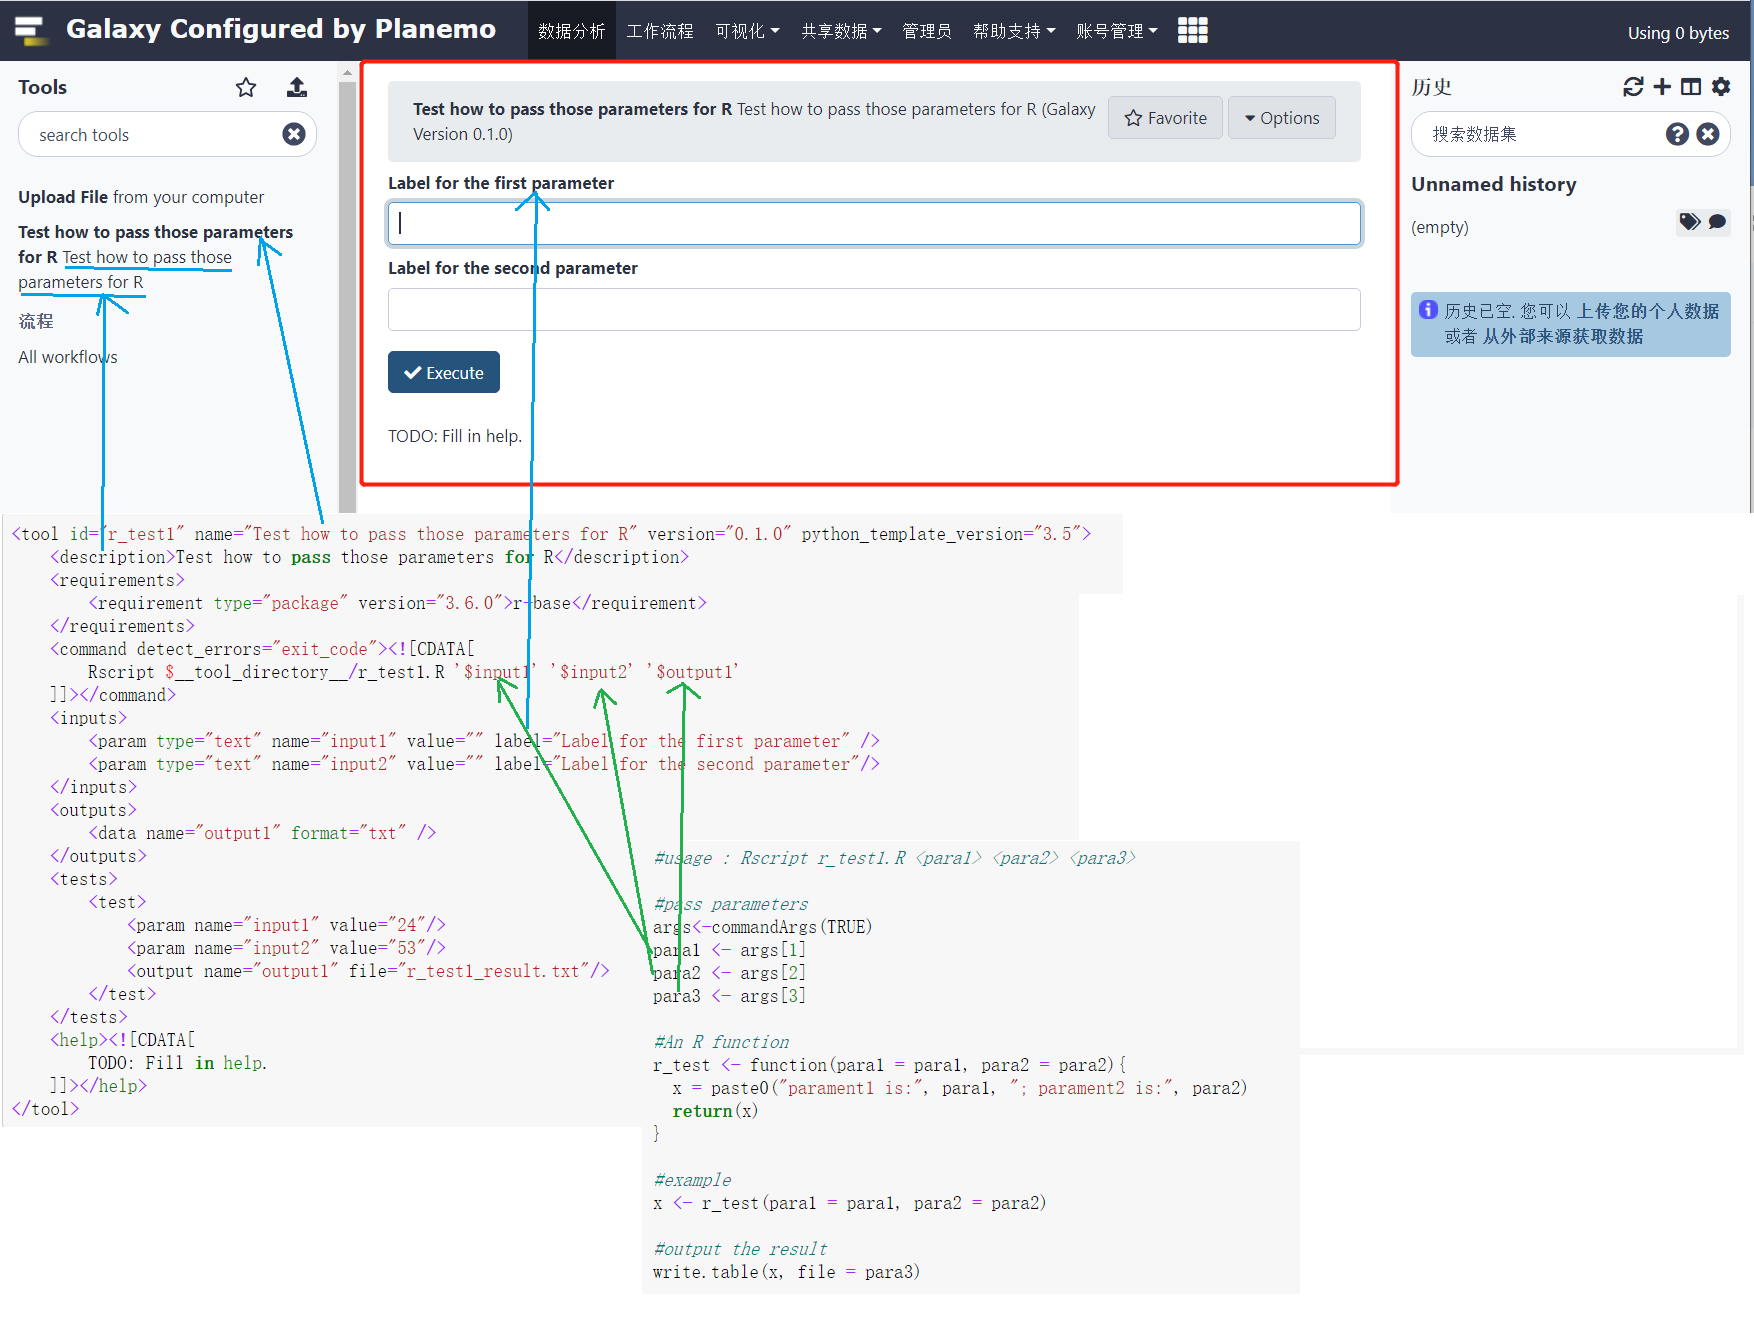 Galaxy Configured by Planemo
数据分析 工作流程 可视化 共享数据 管理员 帮助支持 账号管理
Using 0 bytes
Tools
search tools
Upload File from your computer
Test how to pass those parameters
for R Test how to pass those
parameters for R
流程
All workflows
Test how to pass those parameters for R Test how to pass those parameters for R (Galaxy
Version 0.1.0)
Favorite
Options
Label for the first parameter
Label for the second parameter
Execute
TODO: Fill in help.
历史
搜索数据集
Unnamed history
(empty)
历史已空. 您可以 上传您的个人数据
或者 从外部来源获取数据
<tool id="r_test1" name="Test how to pass those parameters for R" version="0.1.0" python_template_version="3.5">
<description>Test how to pass those parameters for R</description>
<requirements>
<requirement type="package" version="3.6.0">r-base</requirement>
</requirements>
<command detect_errors="exit_code"><![CDATA[
Rscript $__tool_directory__/r_test1.R '$input1' '$input2' '$output1'
]]></command>
<inputs>
<param type="text" name="input1" value="" label="Label for the first parameter" />
<param type="text" name="input2" value="" label="Label for the second parameter"/>
</inputs>
<outputs>
<data name="output1" format="txt" />
</outputs>
<tests>
<test>
<param name="input1" value="24"/>
<param name="input2" value="53"/>
<output name="output1" file="r_test1_result.txt"/>
</test>
</tests>
<help><![CDATA[
TODO: Fill in help.
]]></help>
</tool>
#usage : Rscript r_test1.R <para1> <para2> <para3>
#pass parameters
args<-commandArgs(TRUE)
para1 <- args[1]
para2 <- args[2]
para3 <- args[3]
#An R function
r_test <- function(para1 = para1, para2 = para2){
x = paste0("parament1 is:", para1, "; parament2 is:", para2)
return(x)
}
#example
x <- r_test(para1 = para1, para2 = para2)
#output the result
write.table(x, file = para3)